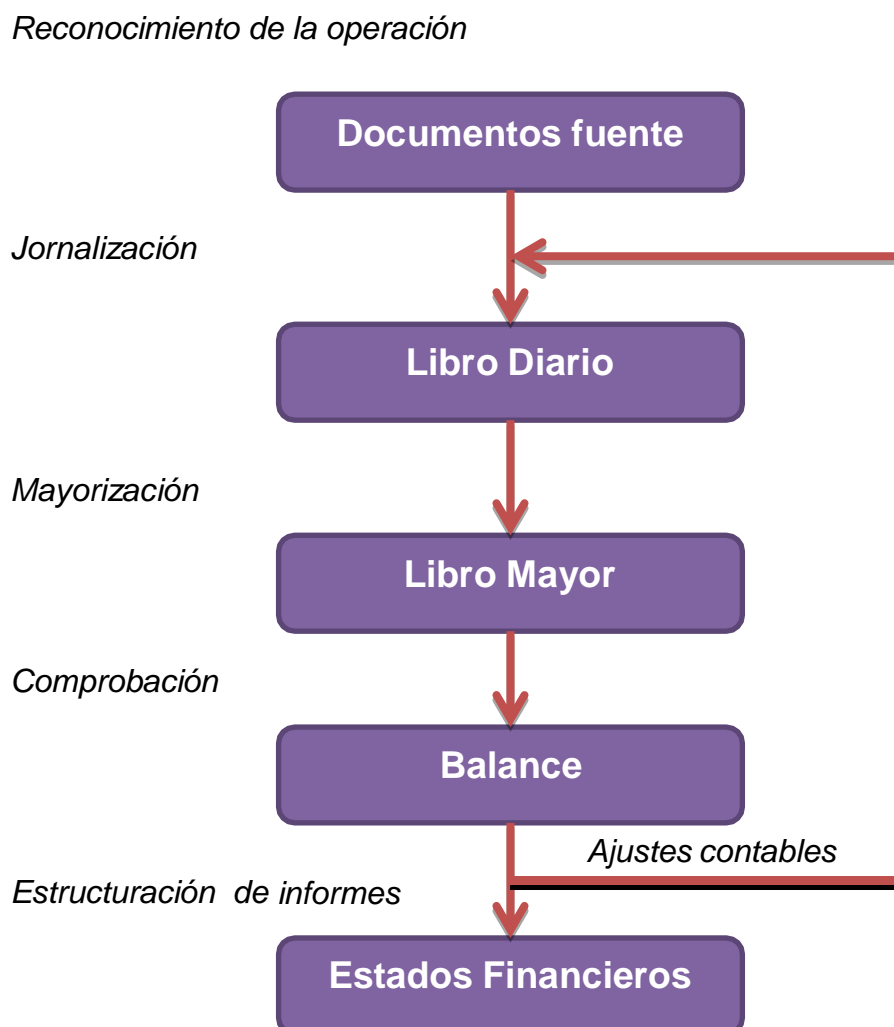 Reconocimiento de la operación
Documentos fuente
Jornalización
Libro Diario
Mayorización
Libro Mayor
Comprobación
Balance
Ajustes contables
Estructuración de informes
Estados Financieros